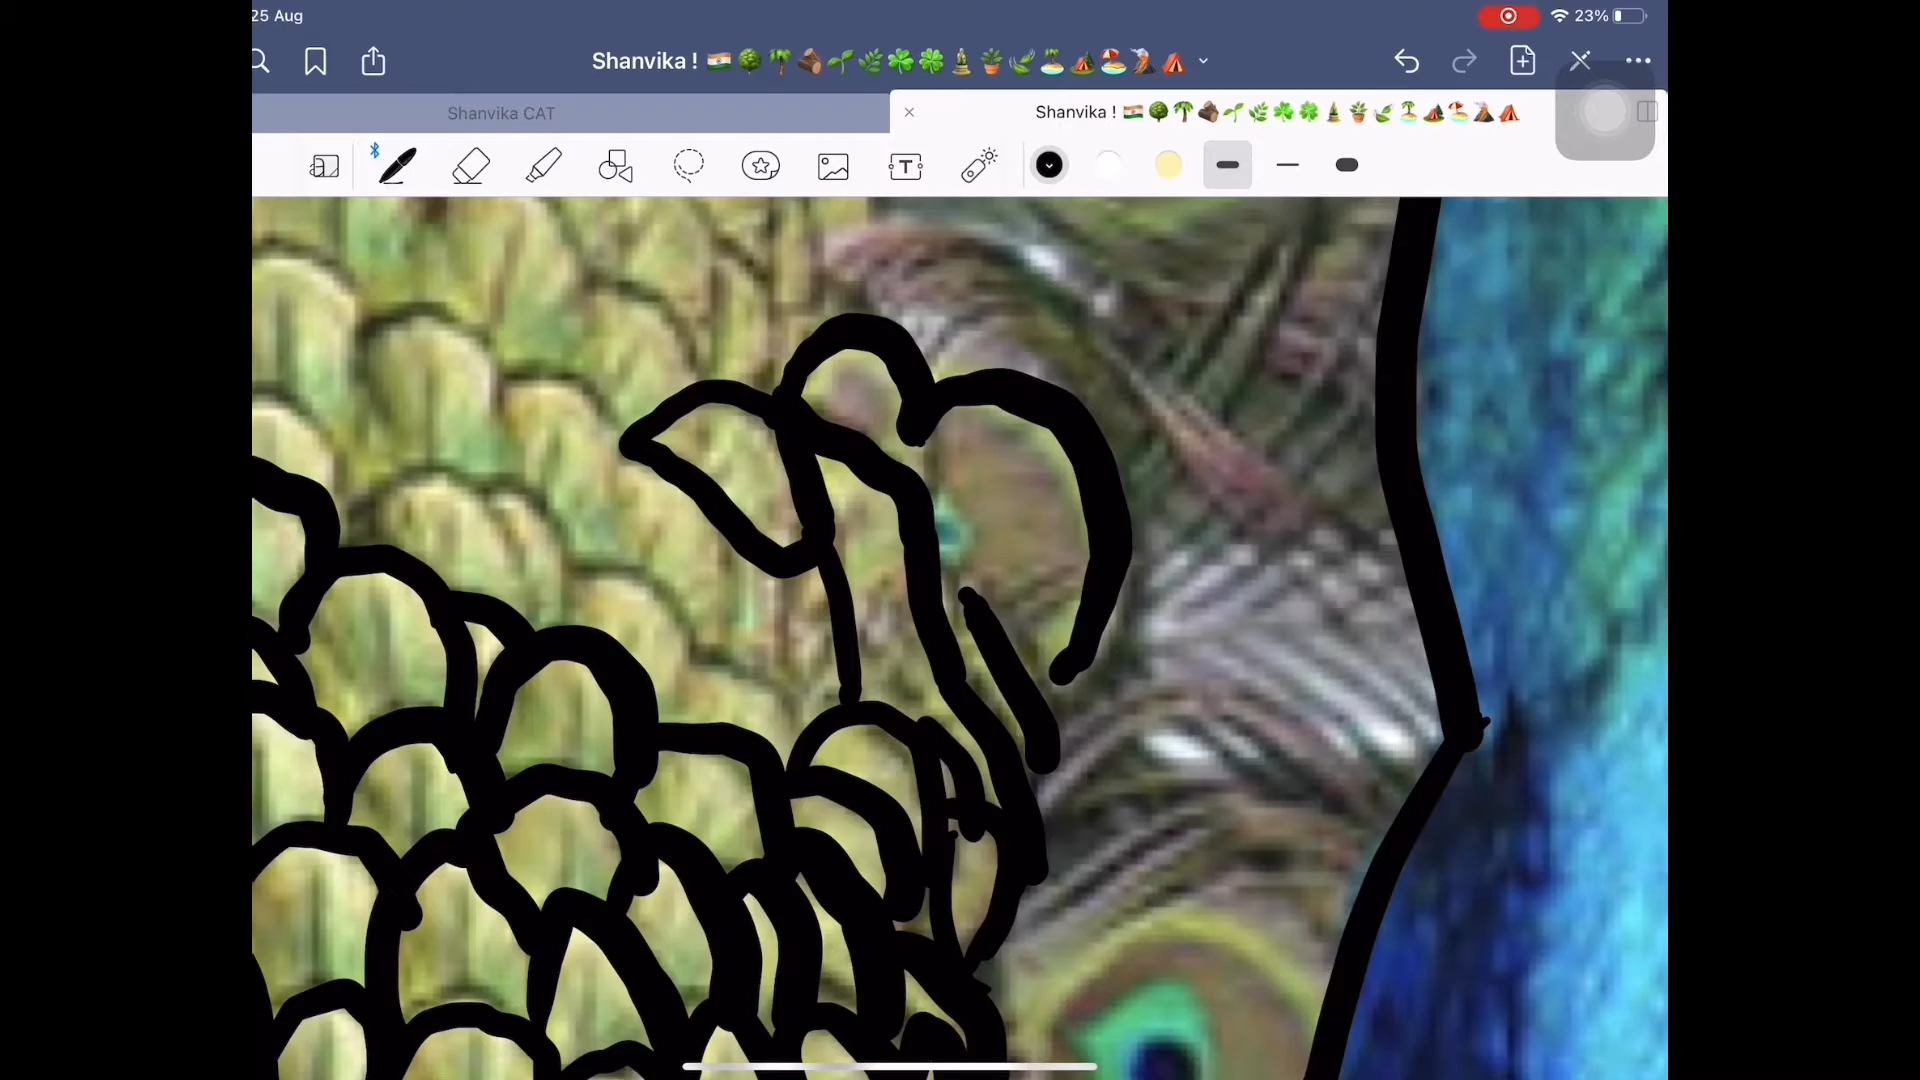 25 Aug
23%
Shanvika ! 🇮🇳🌳🌴🪵🌱🌿☘️🍀🎍🪴🍃🏝️🏕️🏖️🌋⛺
Shanvika CAT
Shanvika ! 🇮🇳🌳🌴🪵🌱🌿☘️🍀🎍🪴🍃🏝️🏕️🏖️🌋⛺
T